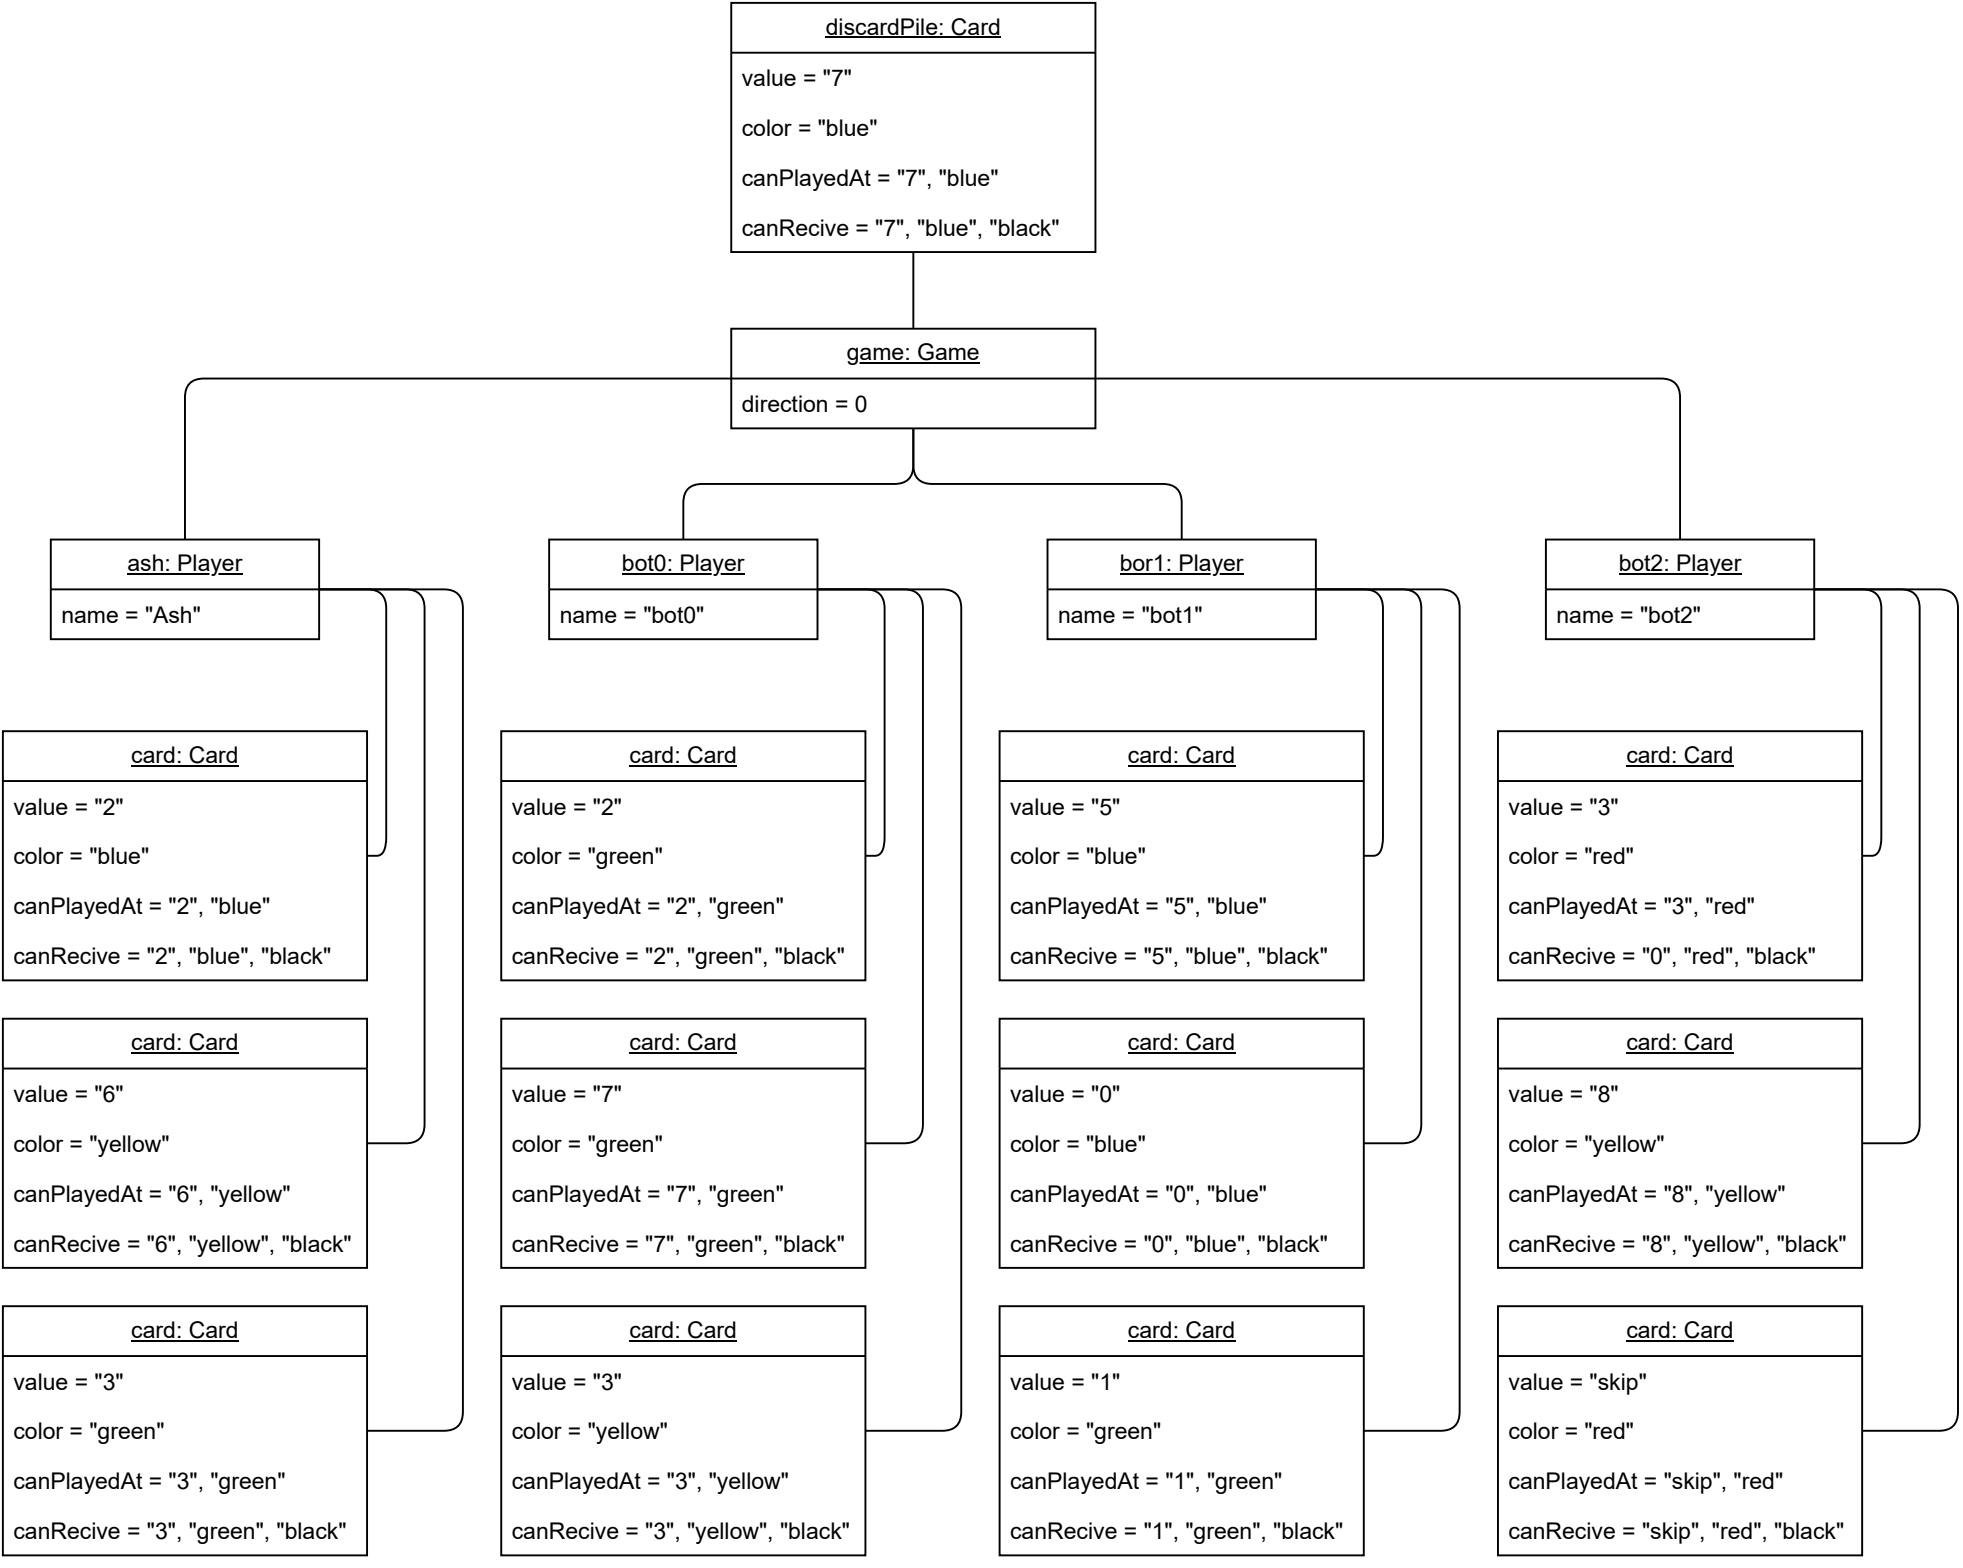 discardPile: Card
value = "7"
color = "blue"
canPlayedAt = "7", "blue"
canRecive = "7", "blue", "black"
game: Game
direction = 0
ash: Player
name = "Ash"
bot0: Player
name = "bot0"
bor1: Player
name = "bot1"
bot2: Player
name = "bot2"
card: Card
value = "2"
color = "blue"
canPlayedAt = "2", "blue"
canRecive = "2", "blue", "black"
card: Card
value = "2"
color = "green"
canPlayedAt = "2", "green"
canRecive = "2", "green", "black"
card: Card
value = "5"
color = "blue"
canPlayedAt = "5", "blue"
canRecive = "5", "blue", "black"
card: Card
value = "3"
color = "red"
canPlayedAt = "3", "red"
canRecive = "0", "red", "black"
card: Card
value = "6"
color = "yellow"
canPlayedAt = "6", "yellow"
canRecive = "6", "yellow", "black"
card: Card
value = "7"
color = "green"
canPlayedAt = "7", "green"
canRecive = "7", "green", "black"
card: Card
value = "0"
color = "blue"
canPlayedAt = "0", "blue"
canRecive = "0", "blue", "black"
card: Card
value = "8"
color = "yellow"
canPlayedAt = "8", "yellow"
canRecive = "8", "yellow", "black"
card: Card
value = "3"
color = "green"
canPlayedAt = "3", "green"
canRecive = "3", "green", "black"
card: Card
value = "3"
color = "yellow"
canPlayedAt = "3", "yellow"
canRecive = "3", "yellow", "black"
card: Card
value = "1"
color = "green"
canPlayedAt = "1", "green"
canRecive = "1", "green", "black"
card: Card
value = "skip"
color = "red"
canPlayedAt = "skip", "red"
canRecive = "skip", "red", "black"